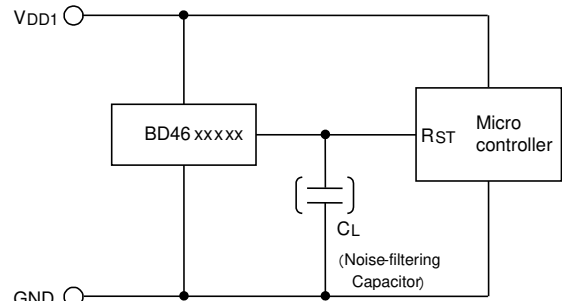 VDD1
BD46xxxxx
RST
Micro
controller
CL
(Noise-filtering
Capacitor)
GND